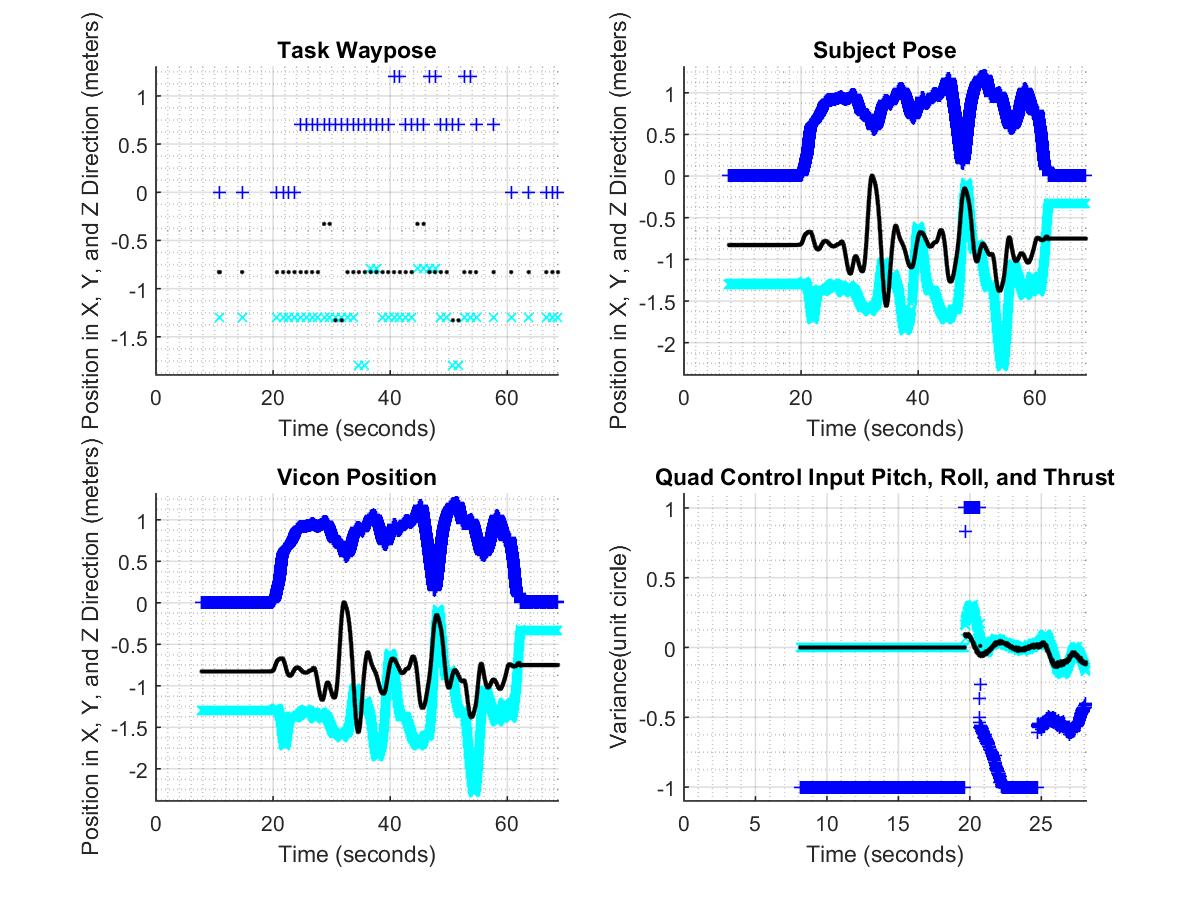 Task Waypose
Position in X, Y, and Z Direction (meters)
1
0.5
0
-0.5
-1
-1.5
0 20 40 60
Time (seconds)
Subject Pose
Position in X, Y, and Z Direction (meters)
1
0.5
0
-0.5
-1
-1.5
-2
0 20 40 60
Time (seconds)
Vicon Position
Position in X, Y, and Z Direction (meters)
1
0.5
0
-0.5
-1
-1.5
-2
0 20 40 60
Time (seconds)
Quad Control Input Pitch, Roll, and Thrust
Variance(unit circle)
1
0.5
0
-0.5
-1
0 5 10 15 20 25
Time (seconds)